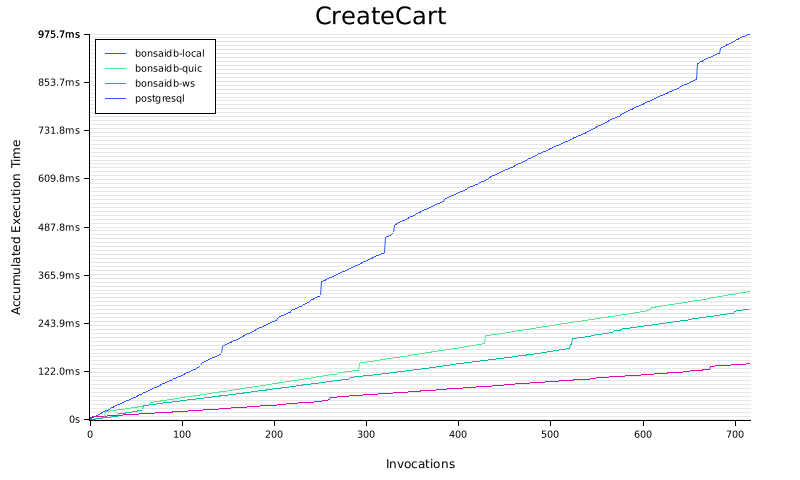 CreateCart
975.7ms
853.7ms
731.8ms
609.8ms
487.8ms
365.9ms
243.9ms
122.0ms
0s
bonsaidb-local
bonsaidb-quic
bonsaidb-ws
postgresql
Accumulated Execution Time
0 100 200 300 400 500 600 700
Invocations